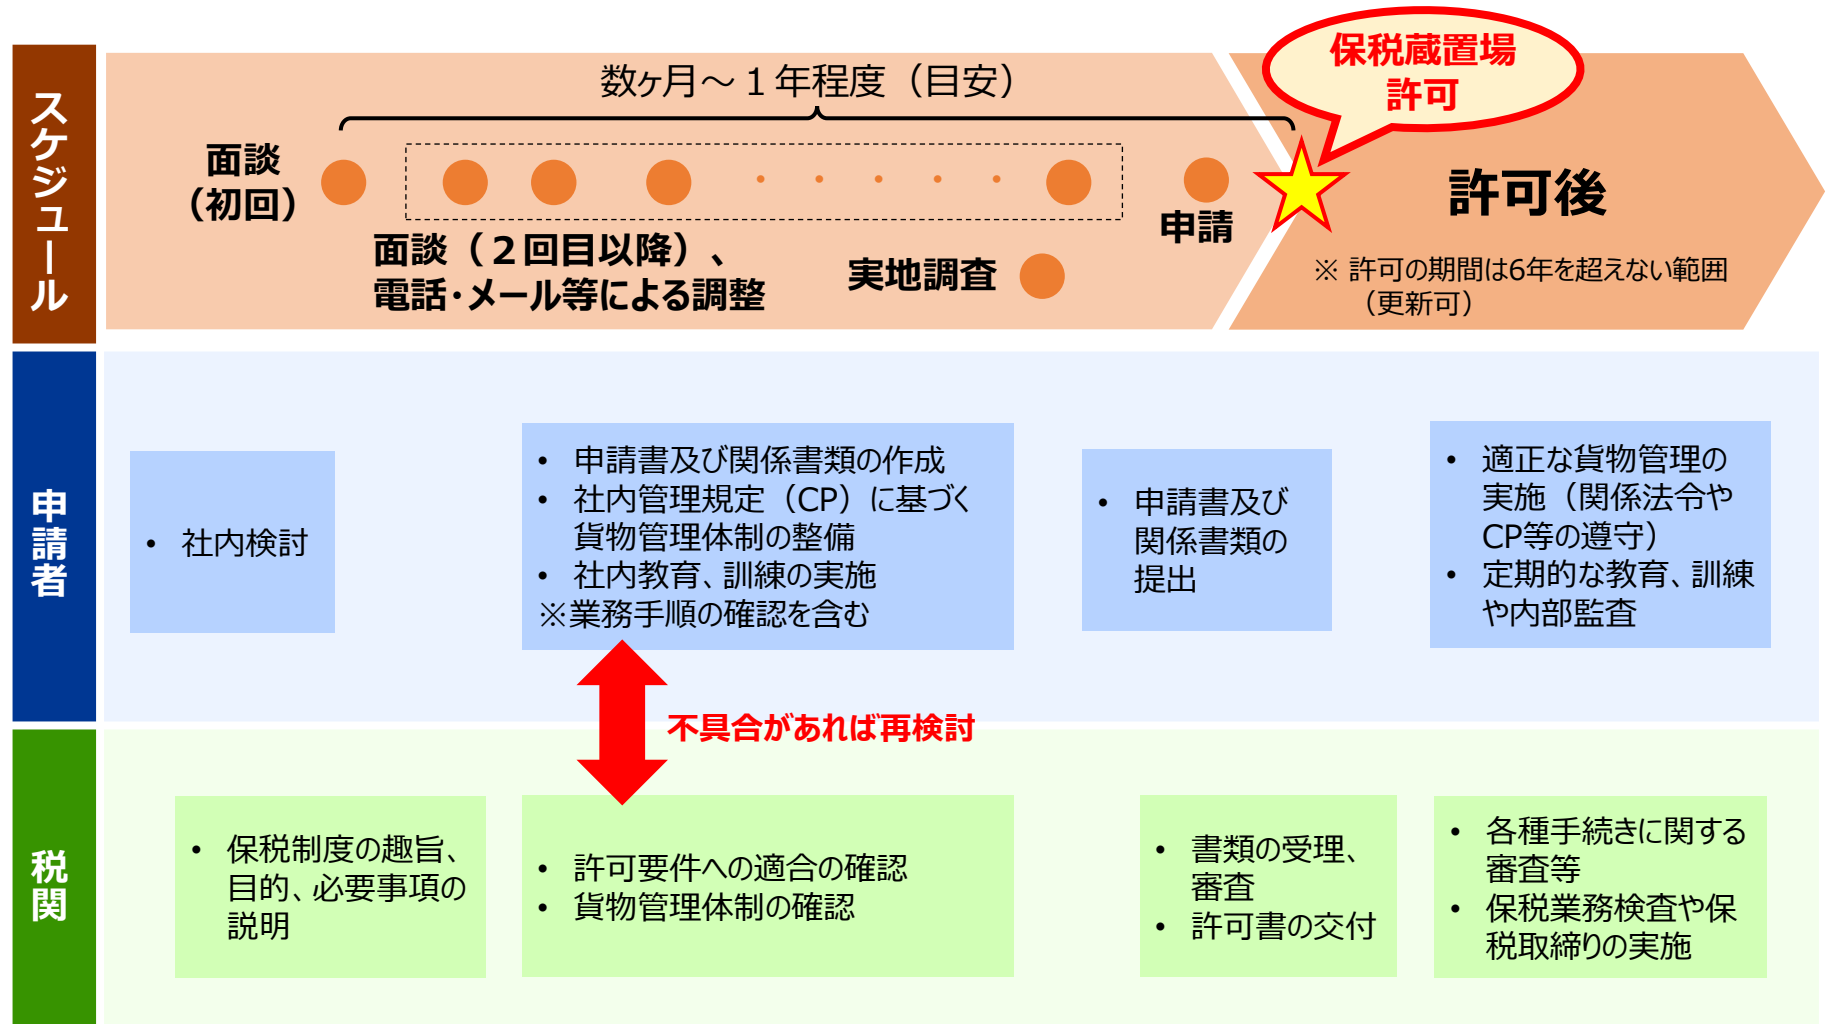 スケジュール
数ヶ月～１年程度（目安）
保税蔵置場
許可
面談
（初回）
面談（２回目以降）、
電話・メール等による調整
実地調査
申請
許可後
※ 許可の期間は6年を超えない範囲
（更新可）
申請者
• 社内検討
• 申請書及び関係書類の作成
• 社内管理規定（CP）に基づく
貨物管理体制の整備
• 社内教育、訓練の実施
※業務手順の確認を含む
• 申請書及び
関係書類の
提出
• 適正な貨物管理の
実施（関係法令や
CP等の遵守）
• 定期的な教育、訓練
や内部監査
不具合があれば再検討
税関
• 保税制度の趣旨、
目的、必要事項の
説明
• 許可要件への適合の確認
• 貨物管理体制の確認
• 書類の受理、
審査
• 許可書の交付
• 各種手続きに関する
審査等
• 保税業務検査や保
税取締りの実施